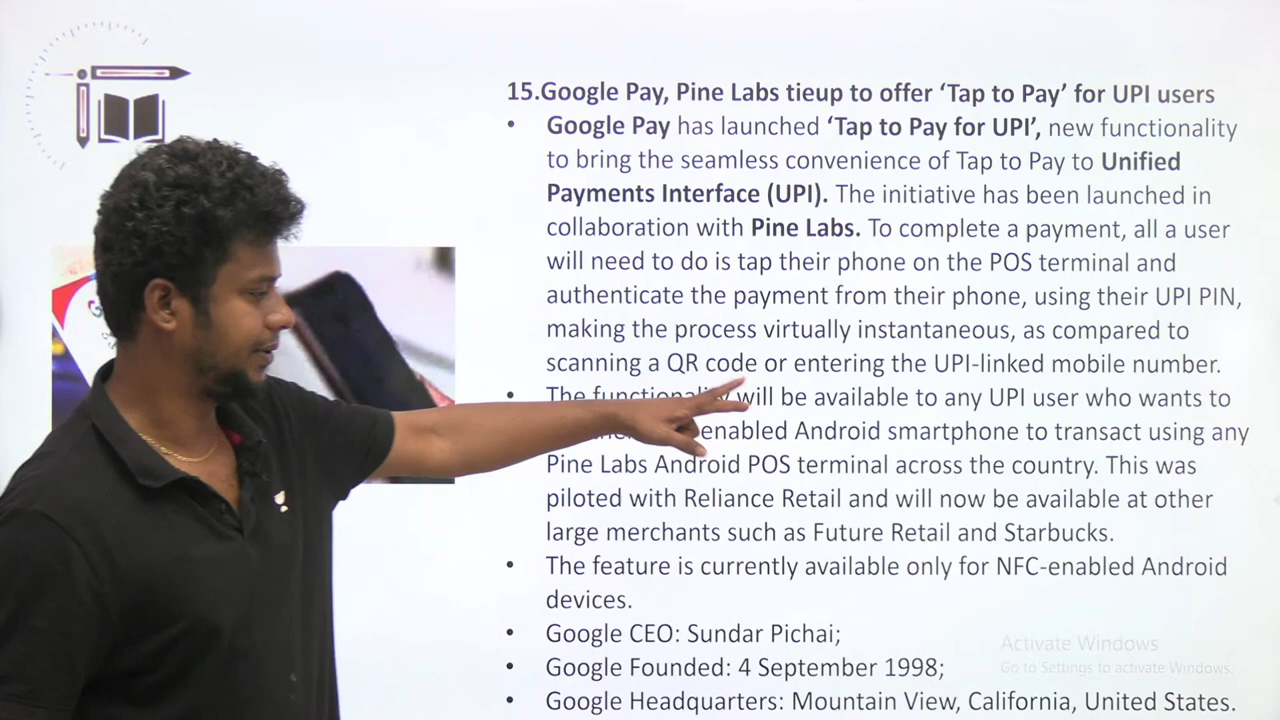 15.Google Pay, Pine Labs tieup to offer ‘Tap to Pay’ for UPI users
• Google Pay has launched ‘Tap to Pay for UPI’, new functionality
to bring the seamless convenience of Tap to Pay to Unified
Payments Interface (UPI). The initiative has been launched in
collaboration with Pine Labs. To complete a payment, all a user
will need to do is tap their phone on the POS terminal and
authenticate the payment from their phone, using their UPI PIN,
making the process virtually instantaneous, as compared to
scanning a QR code or entering the UPI-linked mobile number.
• The functionality will be available to any UPI user who wants to
enabled Android smartphone to transact using any
Pine Labs Android POS terminal across the country. This was
piloted with Reliance Retail and will now be available at other
large merchants such as Future Retail and Starbucks.
• The feature is currently available only for NFC-enabled Android
devices.
• Google CEO: Sundar Pichai;
• Google Founded: 4 September 1998;
• Google Headquarters: Mountain View, California, United States.
Activate Windows
Go to Settings to activate Windows.